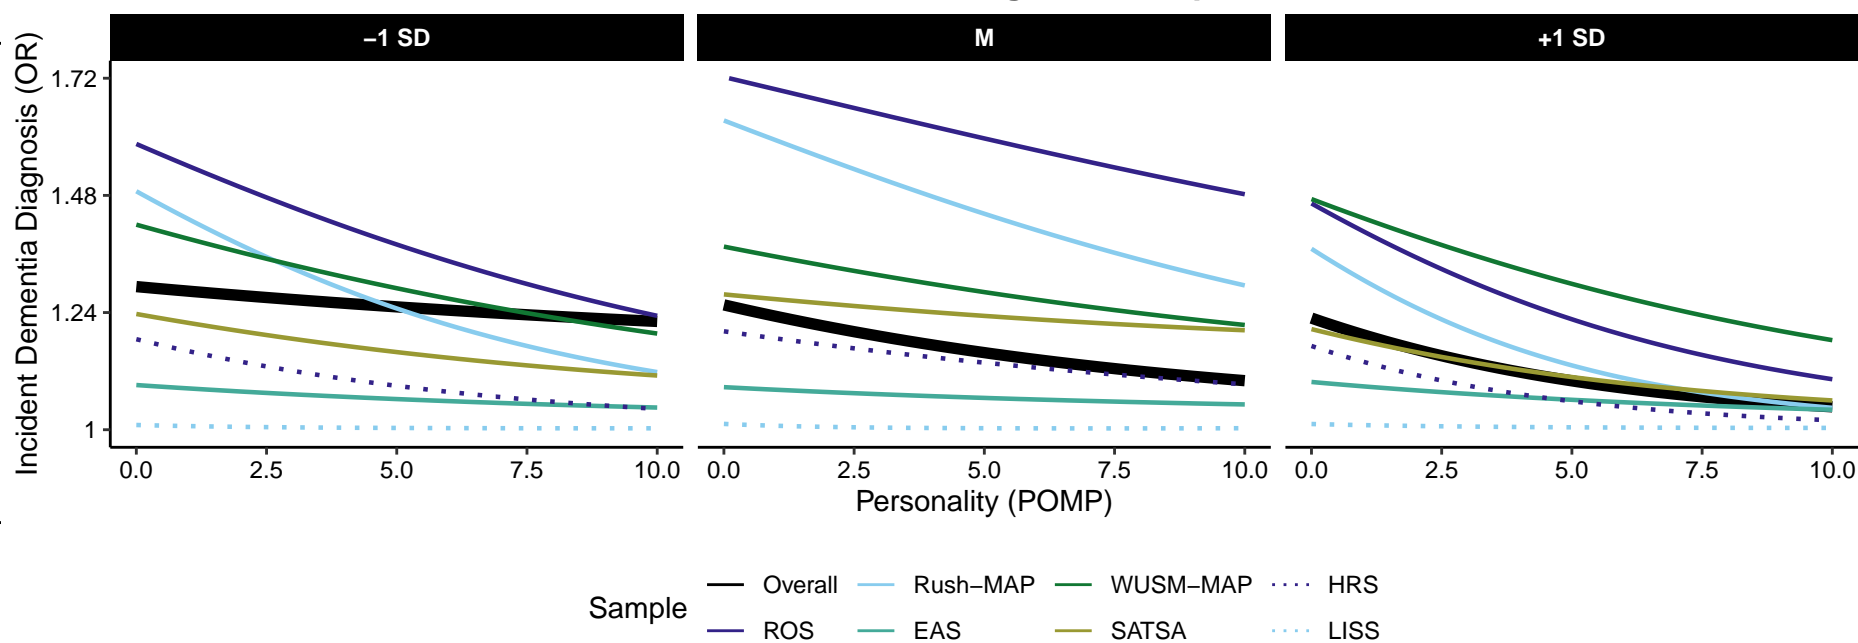 −1 SD
M
+1 SD
Incident Dementia Diagnosis (OR)
1.72
1.48
1.24
1
0.0 2.5 5.0 7.5 10.0
0.0 2.5 5.0 7.5 10.0
0.0 2.5 5.0 7.5 10.0
Personality (POMP)
Sample
Overall Rush−MAP WUSM−MAP HRS
ROS EAS SATSA LISS